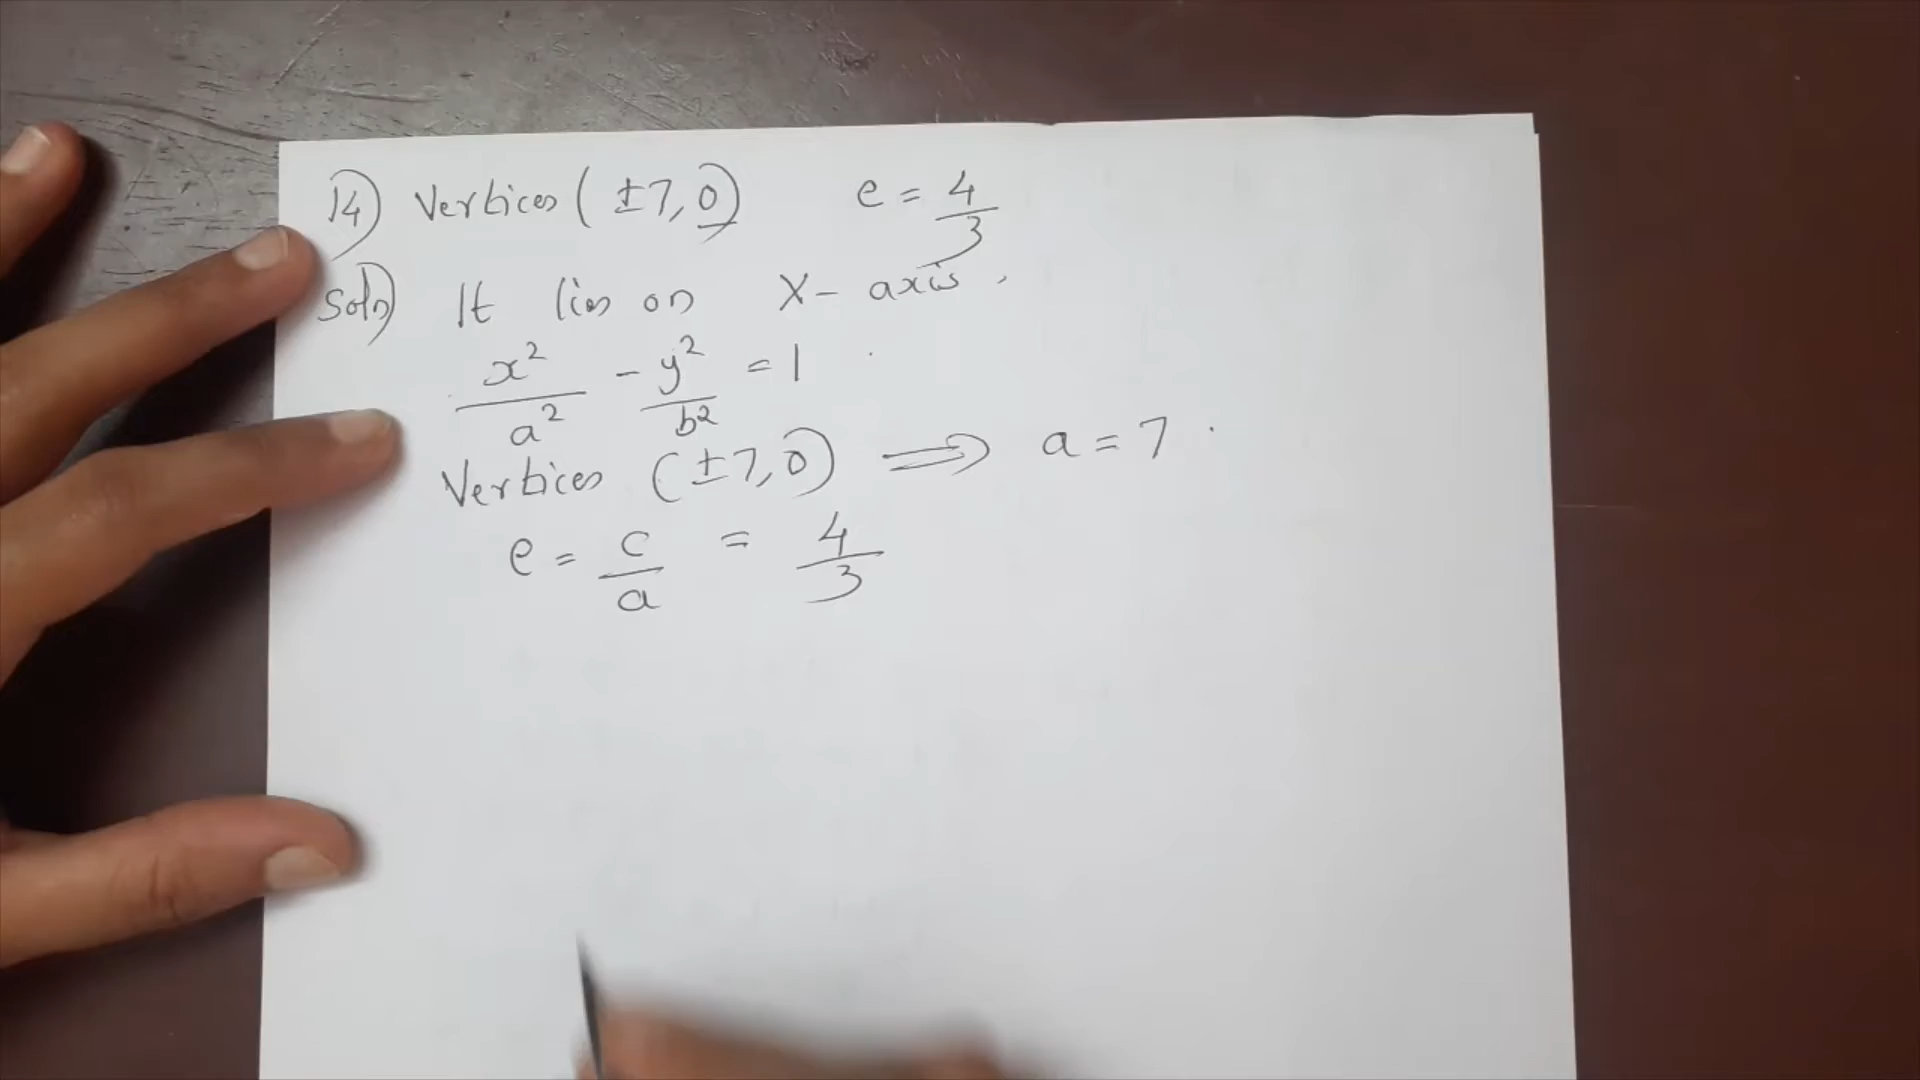 14) Vertices (±7,0) e = 4/3
Soln) It lies on X-axis.
x²/a² - y²/b² = 1
Vertices (±7,0) ⟹ a = 7.
e = c/a = 4/3